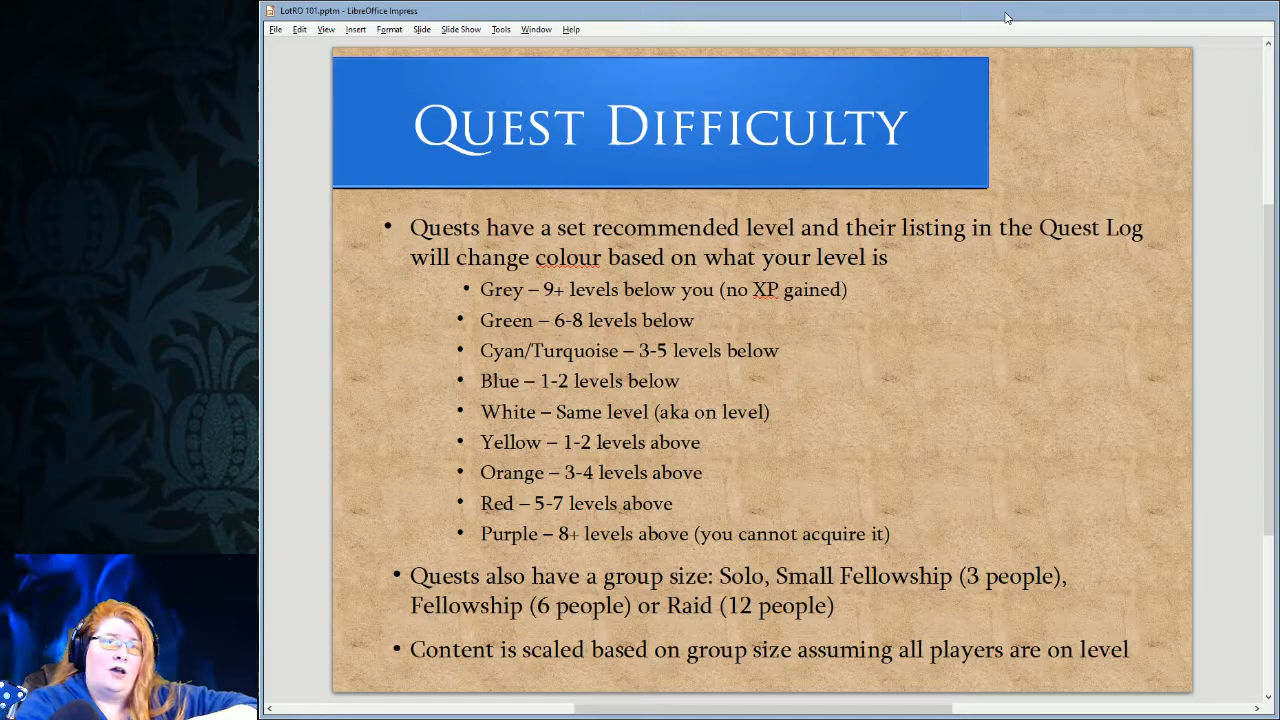 LotRO 101.pptm - LibreOffice Impress
File Edit View Insert Format Slide Slide Show Tools Window Help
Quest Difficulty
• Quests have a set recommended level and their listing in the Quest Log
will change colour based on what your level is
• Grey – 9+ levels below you (no XP gained)
• Green – 6-8 levels below
• Cyan/Turquoise – 3-5 levels below
• Blue – 1-2 levels below
• White – Same level (aka on level)
• Yellow – 1-2 levels above
• Orange – 3-4 levels above
• Red – 5-7 levels above
• Purple – 8+ levels above (you cannot acquire it)
• Quests also have a group size: Solo, Small Fellowship (3 people),
Fellowship (6 people) or Raid (12 people)
• Content is scaled based on group size assuming all players are on level